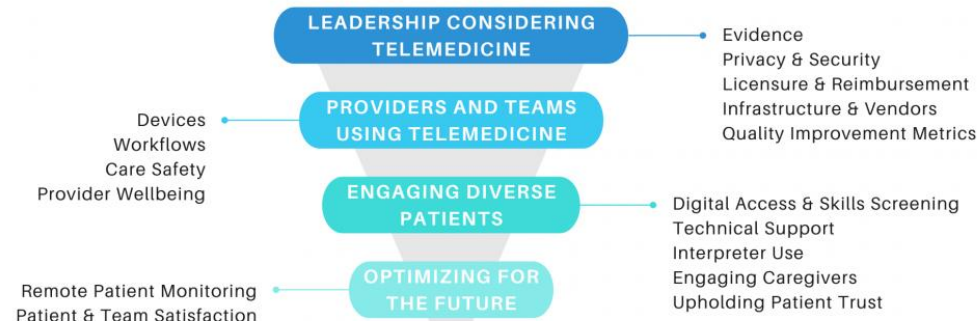 LEADERSHIP CONSIDERING
TELEMEDICINE
Evidence
Privacy & Security
Licensure & Reimbursement
Infrastructure & Vendors
Quality Improvement Metrics
PROVIDERS AND TEAMS
USING TELEMEDICINE
Devices
Workflows
Care Safety
Provider Wellbeing
ENGAGING DIVERSE
PATIENTS
Digital Access & Skills Screening
Technical Support
Interpreter Use
Engaging Caregivers
Upholding Patient Trust
OPTIMIZING FOR
THE FUTURE
Remote Patient Monitoring
Patient & Team Satisfaction